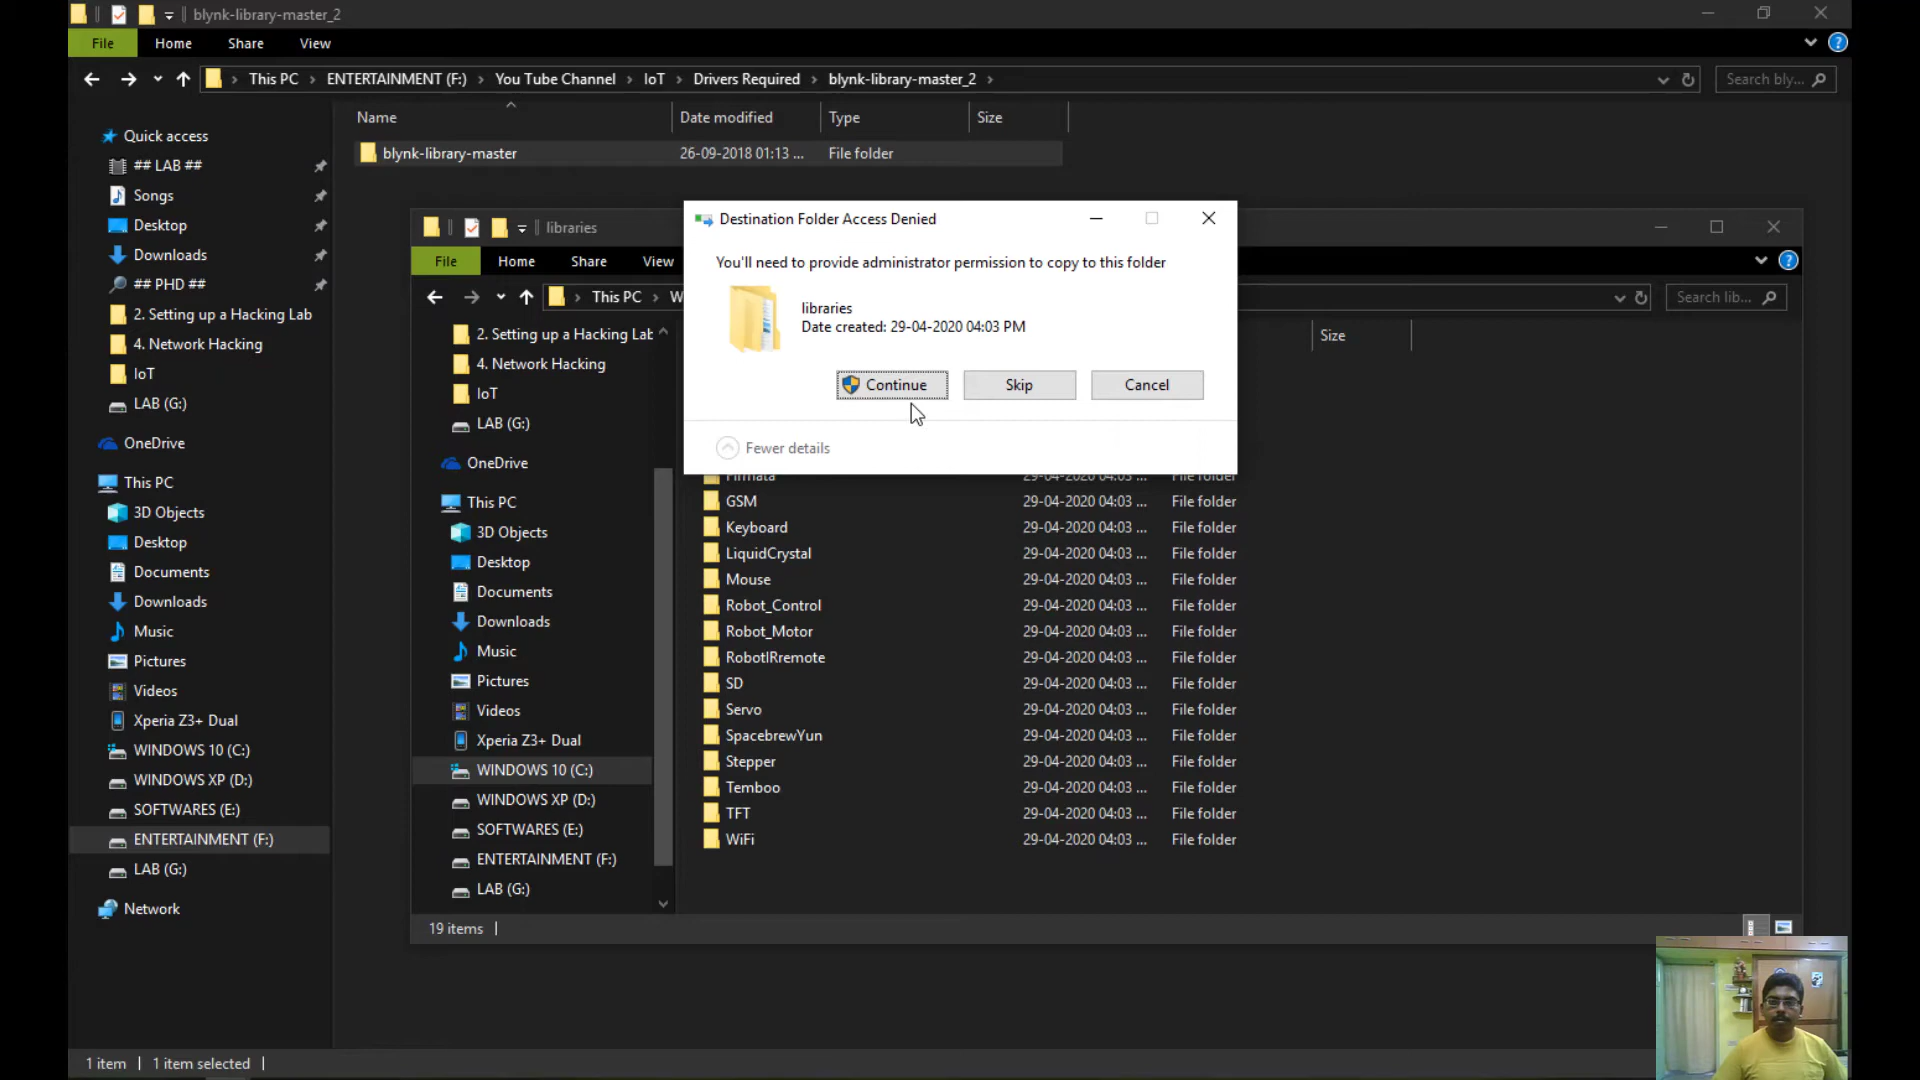 blynk-library-master_2
File Home Share View
This PC ENTERTAINMENT (F:) You Tube Channel IoT Drivers Required blynk-library-master_2 Search bly...
Name Date modified Type Size
blynk-library-master 26-09-2018 01:13 ... File folder
Quick access
## LAB ##
Songs
Desktop
Downloads
## PHD ##
2. Setting up a Hacking Lab
4. Network Hacking
IoT
LAB (G:)
OneDrive
This PC
3D Objects
Desktop
Documents
Downloads
Music
Pictures
Videos
Xperia Z3+ Dual
WINDOWS 10 (C:)
WINDOWS XP (D:)
SOFTWARES (E:)
ENTERTAINMENT (F:)
LAB (G:)
Network
1 item 1 item selected
libraries
File Home Share View
This PC W Search lib...
Size
2. Setting up a Hacking Lab
4. Network Hacking
IoT
LAB (G:)
OneDrive
This PC
3D Objects
Desktop
Documents
Downloads
Music
Pictures
Videos
Xperia Z3+ Dual
WINDOWS 10 (C:)
WINDOWS XP (D:)
SOFTWARES (E:)
ENTERTAINMENT (F:)
LAB (G:)
Firmata 29-04-2020 04:03 ... File folder
GSM 29-04-2020 04:03 ... File folder
Keyboard 29-04-2020 04:03 ... File folder
LiquidCrystal 29-04-2020 04:03 ... File folder
Mouse 29-04-2020 04:03 ... File folder
Robot_Control 29-04-2020 04:03 ... File folder
Robot_Motor 29-04-2020 04:03 ... File folder
RobotIRremote 29-04-2020 04:03 ... File folder
SD 29-04-2020 04:03 ... File folder
Servo 29-04-2020 04:03 ... File folder
SpacebrewYun 29-04-2020 04:03 ... File folder
Stepper 29-04-2020 04:03 ... File folder
Temboo 29-04-2020 04:03 ... File folder
TFT 29-04-2020 04:03 ... File folder
WiFi 29-04-2020 04:03 ... File folder
19 items
Destination Folder Access Denied
You'll need to provide administrator permission to copy to this folder
libraries
Date created: 29-04-2020 04:03 PM
Continue Skip Cancel
Fewer details